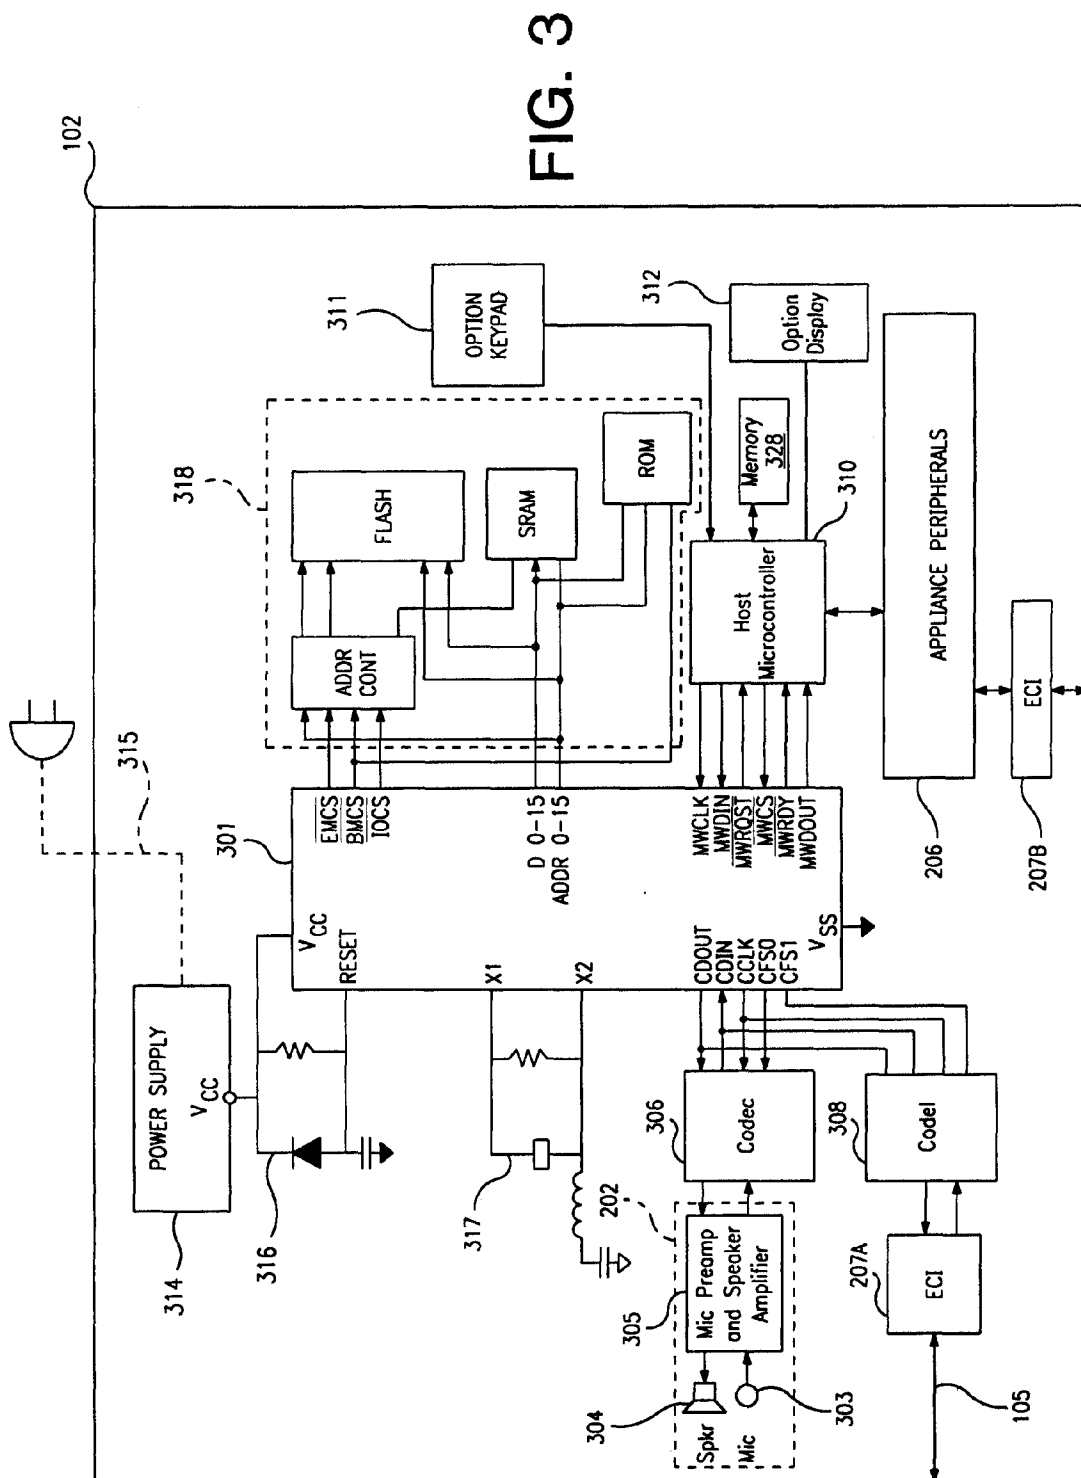 FIG. 3
102
POWER SUPPLY
VCC
314
315
316
317
301
VCC
RESET
X1
X2
EMCS
BMCS
IOCS
D 0-15
ADDR 0-15
MWCLK
MWDIN
MWRQST
MWCS
MWRDY
MWDOUT
CDOUT
CDIN
CCLK
CFS0
CFS1
VSS
318
ADDR
CONT
FLASH
SRAM
ROM
OPTION
KEYPAD
311
Option
Display
312
Memory
328
Host
Microcontroller
310
APPLIANCE PERIPHERALS
206
ECI
207B
Codec
306
Codel
308
202
Mic Preamp
and Speaker
Amplifier
305
304
Spkr
Mic
303
ECI
207A
105